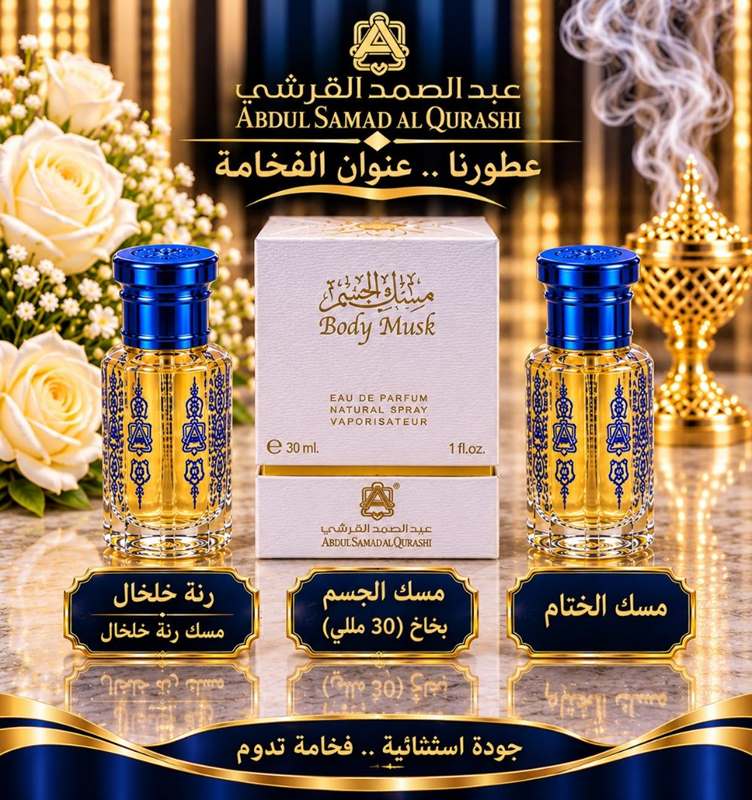 عبد الصمد القرشي
ABDUL SAMAD AL QURASHI
عطورنا .. عنوان الفخامة
مسك الجسم
Body Musk
EAU DE PARFUM
NATURAL SPRAY
VAPORISATEUR
e 30 ml. 1 fl.oz.
عبد الصمد القرشي
ABDUL SAMAD AL QURASHI
رنة خلخال
مسك رنة خلخال
مسك الجسم
بخاخ (30 مللي)
مسك الختام
جودة استثنائية .. فخامة تدوم